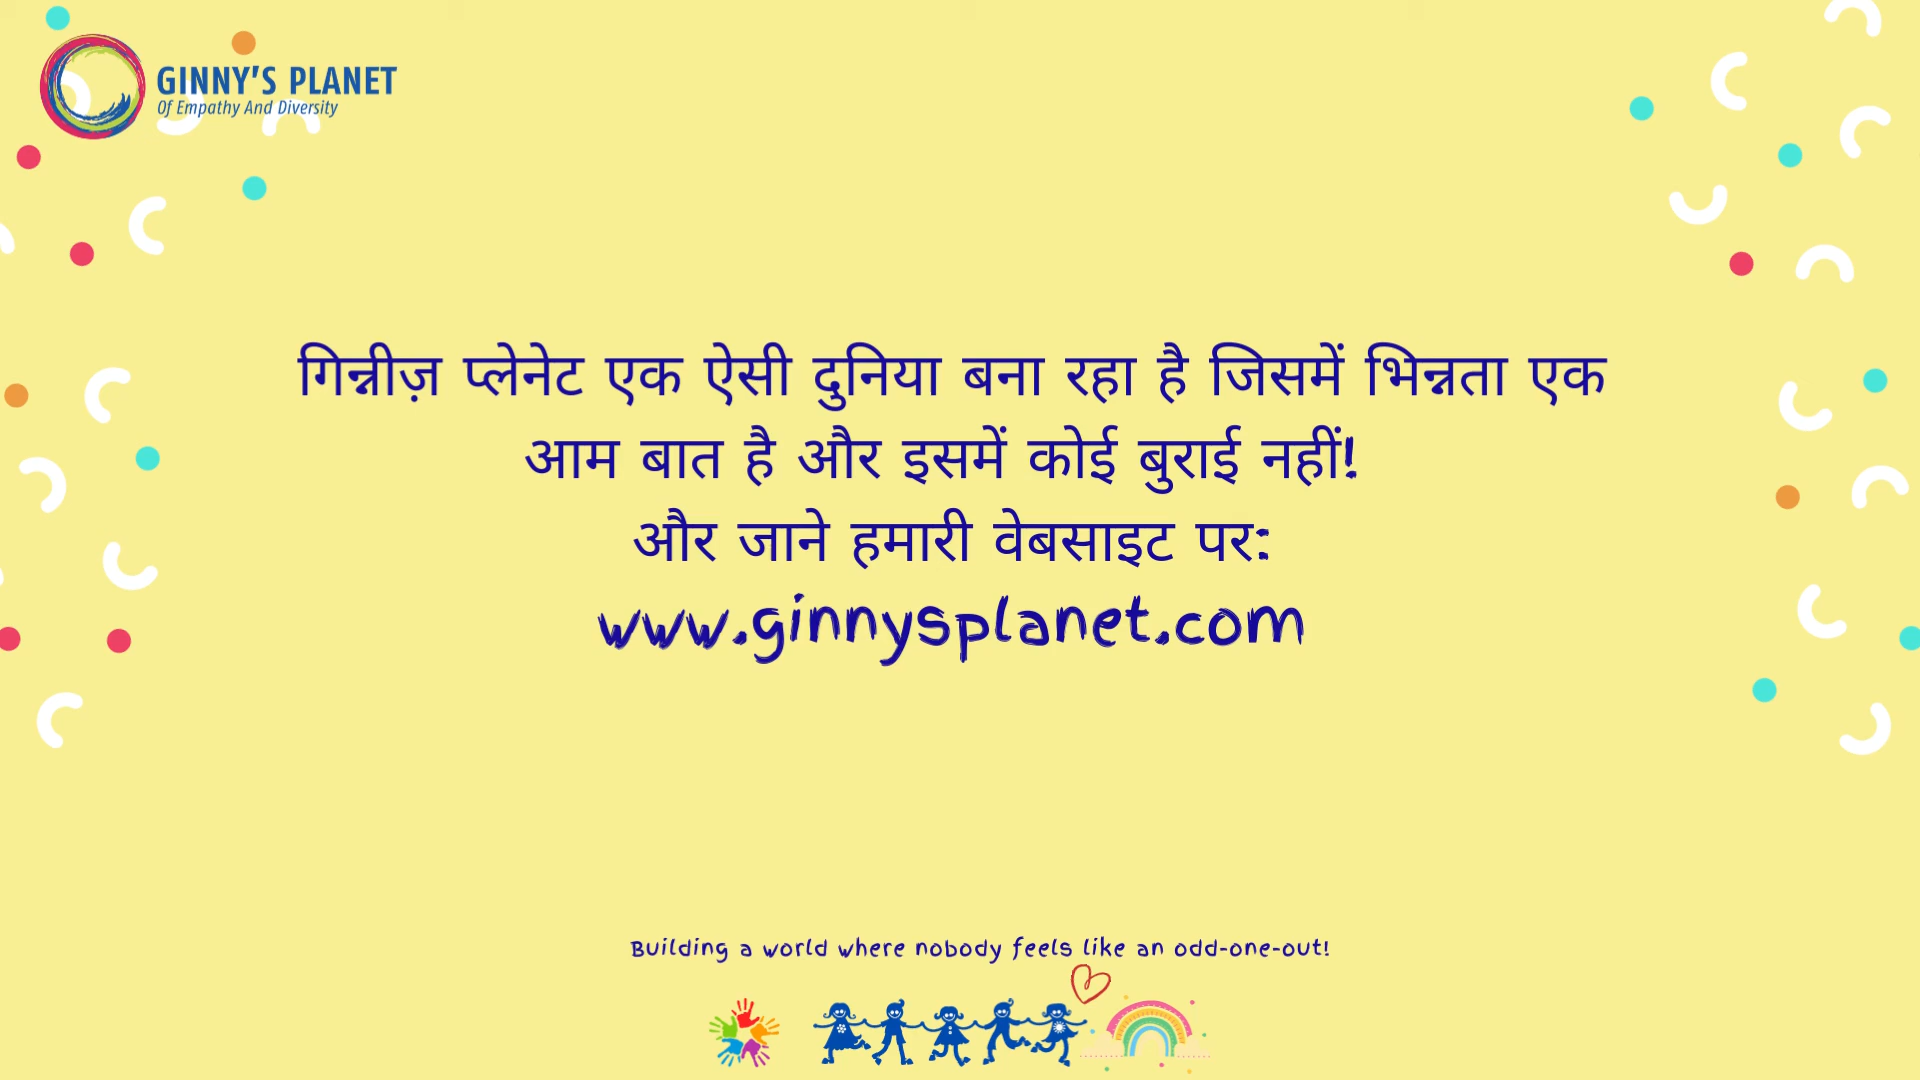 GINNY'S PLANET
Of Empathy And Diversity
गिन्नीज़ प्लेनेट एक ऐसी दुनिया बना रहा है जिसमें भिन्नता एक
आम बात है और इसमें कोई बुराई नहीं!
और जाने हमारी वेबसाइट पर:
www.ginnysplanet.com
Building a world where nobody feels like an odd-one-out!